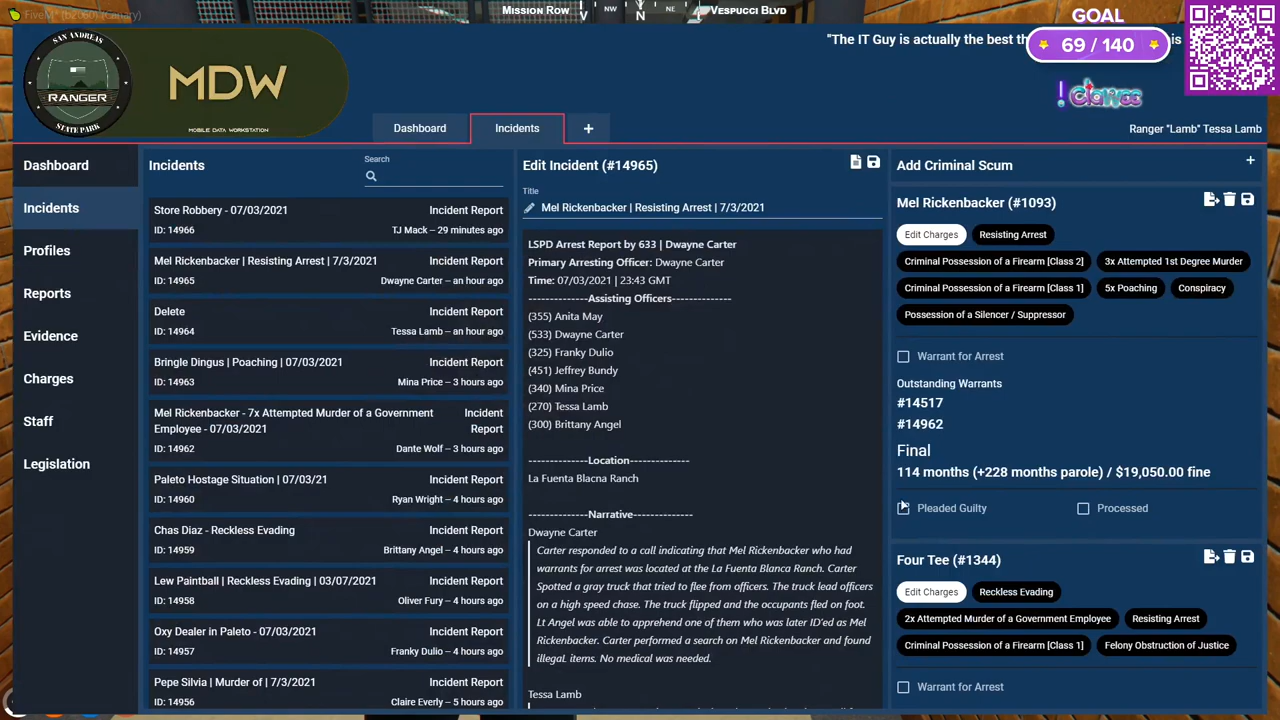 FiveM* (b2060) (Canary)
Mission Row
NW
N
NE
Vespucci Blvd
GOAL
69 / 140
"The IT Guy is actually the best th
is
SAN ANDREAS
RANGER
STATE PARK
MDW
MOBILE DATA WORKSTATION
Dashboard
Incidents
+
Ranger "Lamb" Tessa Lamb
Dashboard
Incidents
Profiles
Reports
Evidence
Charges
Staff
Legislation
Incidents
Search
Store Robbery - 07/03/2021
Incident Report
ID: 14966
TJ Mack – 29 minutes ago
Mel Rickenbacker | Resisting Arrest | 7/3/2021
Incident Report
ID: 14965
Dwayne Carter – an hour ago
Delete
Incident Report
ID: 14964
Tessa Lamb – an hour ago
Bringle Dingus | Poaching | 07/03/2021
Incident Report
ID: 14963
Mina Price – 3 hours ago
Mel Rickenbacker - 7x Attempted Murder of a Government
Employee - 07/03/2021
Incident
Report
ID: 14962
Dante Wolf – 3 hours ago
Paleto Hostage Situation | 07/03/21
Incident Report
ID: 14960
Ryan Wright – 4 hours ago
Chas Diaz - Reckless Evading
Incident Report
ID: 14959
Brittany Angel – 4 hours ago
Lew Paintball | Reckless Evading | 03/07/2021
Incident Report
ID: 14958
Oliver Fury – 4 hours ago
Oxy Dealer in Paleto - 07/03/2021
Incident Report
ID: 14957
Franky Dulio – 4 hours ago
Pepe Silvia | Murder of | 7/3/2021
Incident Report
ID: 14956
Claire Everly – 5 hours ago
Edit Incident (#14965)
Title
Mel Rickenbacker | Resisting Arrest | 7/3/2021
LSPD Arrest Report by 633 | Dwayne Carter
Primary Arresting Officer: Dwayne Carter
Time: 07/03/2021 | 23:43 GMT
--------------Assisting Officers--------------
(355) Anita May
(533) Dwayne Carter
(325) Franky Dulio
(451) Jeffrey Bundy
(340) Mina Price
(270) Tessa Lamb
(300) Brittany Angel
--------------Location--------------
La Fuenta Blacna Ranch
--------------Narrative--------------
Dwayne Carter
Carter responded to a call indicating that Mel Rickenbacker who had
warrants for arrest was located at the La Fuenta Blanca Ranch. Carter
Spotted a gray truck that tried to flee from officers. The truck lead officers
on a high speed chase. The truck flipped and the occupants fled on foot.
Lt Angel was able to apprehend one of them who was later ID'ed as Mel
Rickenbacker. Carter performed a search on Mel Rickenbacker and found
illegal items. No medical was needed.
Tessa Lamb
Add Criminal Scum
+
Mel Rickenbacker (#1093)
Edit Charges
Resisting Arrest
Criminal Possession of a Firearm [Class 2]
3x Attempted 1st Degree Murder
Criminal Possession of a Firearm [Class 1]
5x Poaching
Conspiracy
Possession of a Silencer / Suppressor
Warrant for Arrest
Outstanding Warrants
#14517
#14962
Final
114 months (+228 months parole) / $19,050.00 fine
Pleaded Guilty
Processed
Four Tee (#1344)
Edit Charges
Reckless Evading
2x Attempted Murder of a Government Employee
Resisting Arrest
Criminal Possession of a Firearm [Class 1]
Felony Obstruction of Justice
Warrant for Arrest